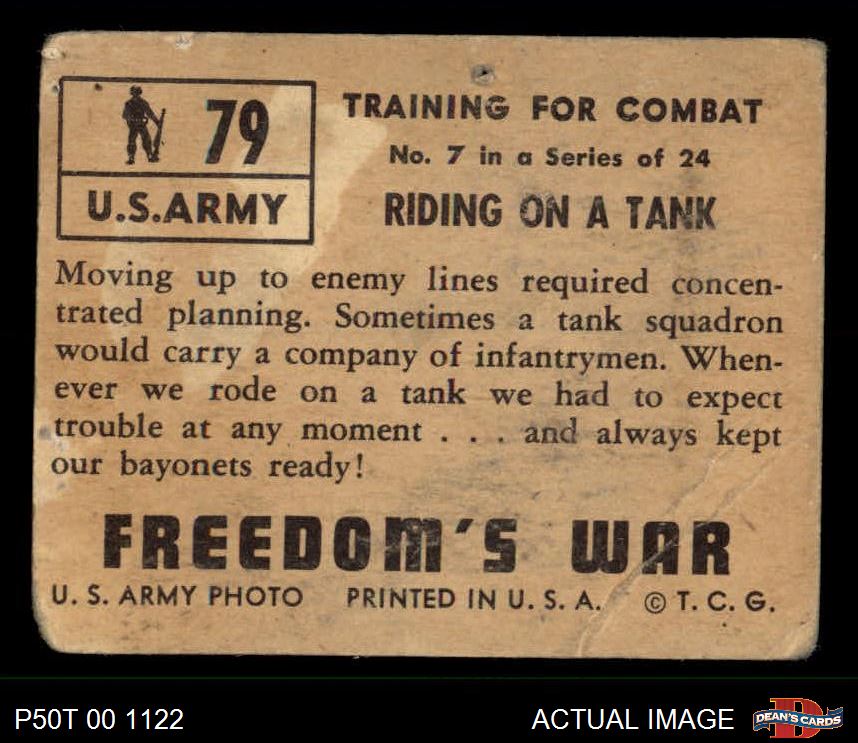 79
U.S.ARMY
TRAINING FOR COMBAT
No. 7 in a Series of 24
RIDING ON A TANK
Moving up to enemy lines required concen-
trated planning. Sometimes a tank squadron
would carry a company of infantrymen. When-
ever we rode on a tank we had to expect
trouble at any moment . . . and always kept
our bayonets ready!
FREEDOM'S WAR
U. S. ARMY PHOTO PRINTED IN U. S. A. © T. C. G.
P50T 00 1122 ACTUAL IMAGE DEAN'S CARDS